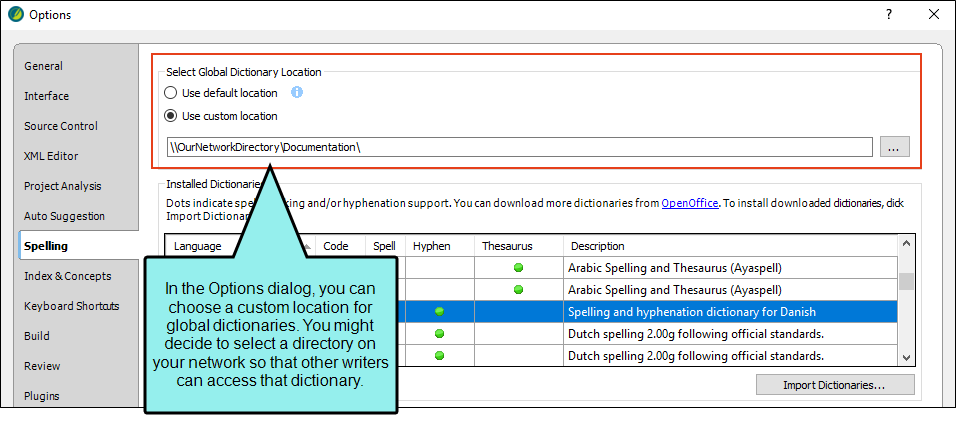 Options
?
General
Interface
Source Control
XML Editor
Project Analysis
Auto Suggestion
Spelling
Index & Concepts
Keyboard Shortcuts
Build
Review
Plugins
Select Global Dictionary Location
Use default location
Use custom location
\\OurNetworkDirectory\Documentation\
...
Installed Dictionaries
Dots indicate king and/or hyphenation support. You can download more dictionaries from OpenOffice. To install downloaded dictionaries, click
Import Dictionar
Language Code Spell Hyphen Thesaurus Description
Arabic Spelling and Thesaurus (Ayaspell)
Arabic Spelling and Thesaurus (Ayaspell)
Spelling and hyphenation dictionary for Danish
Dutch spelling 2.00g following official standards.
Dutch spelling 2.00g following official standards.
Import Dictionaries...
In the Options dialog, you can
choose a custom location for
global dictionaries. You might
decide to select a directory on
your network so that other writers
can access that dictionary.